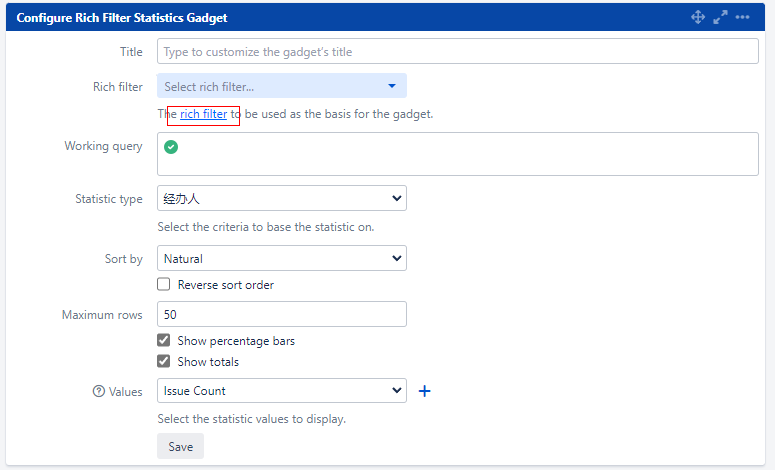 Configure Rich Filter Statistics Gadget
Title Type to customize the gadget's title
Rich filter Select rich filter...
The rich filter to be used as the basis for the gadget.
Working query
Statistic type 经办人
Select the criteria to base the statistic on.
Sort by Natural
Reverse sort order
Maximum rows 50
Show percentage bars
Show totals
Values Issue Count
Select the statistic values to display.
Save